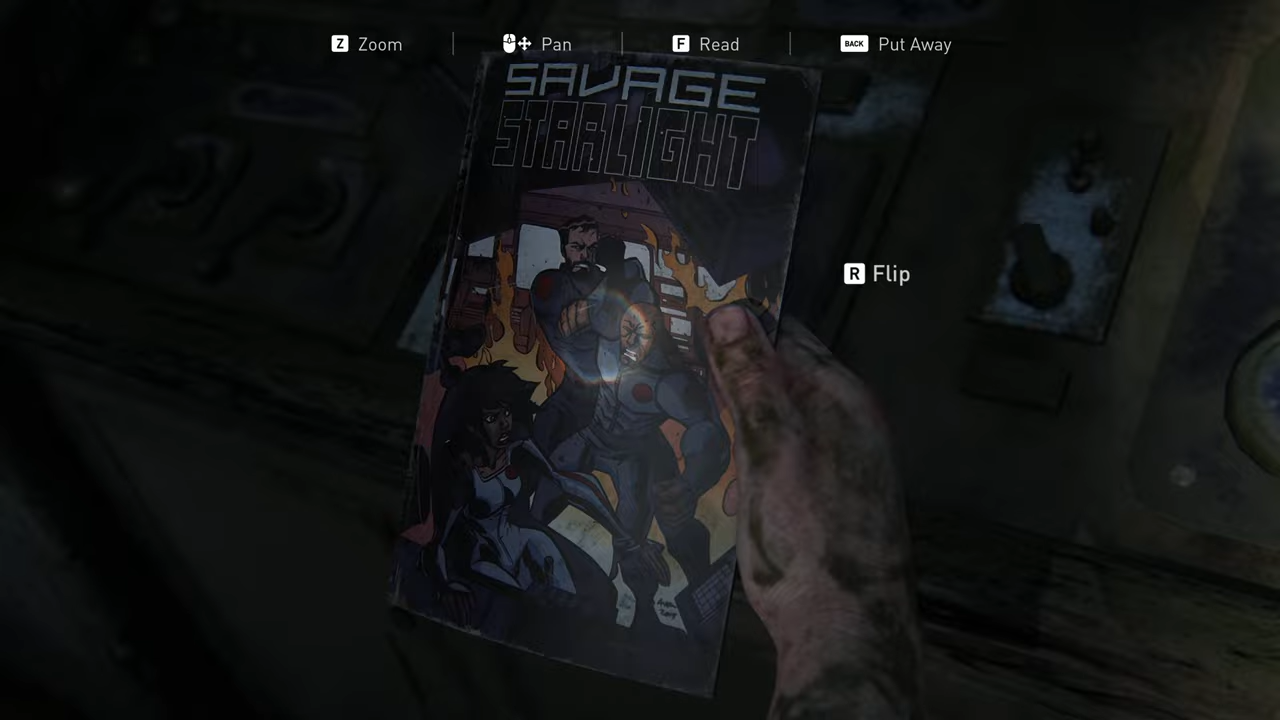 Z Zoom
Pan
F Read
BACK Put Away
SAVAGE
STARLIGHT
R Flip